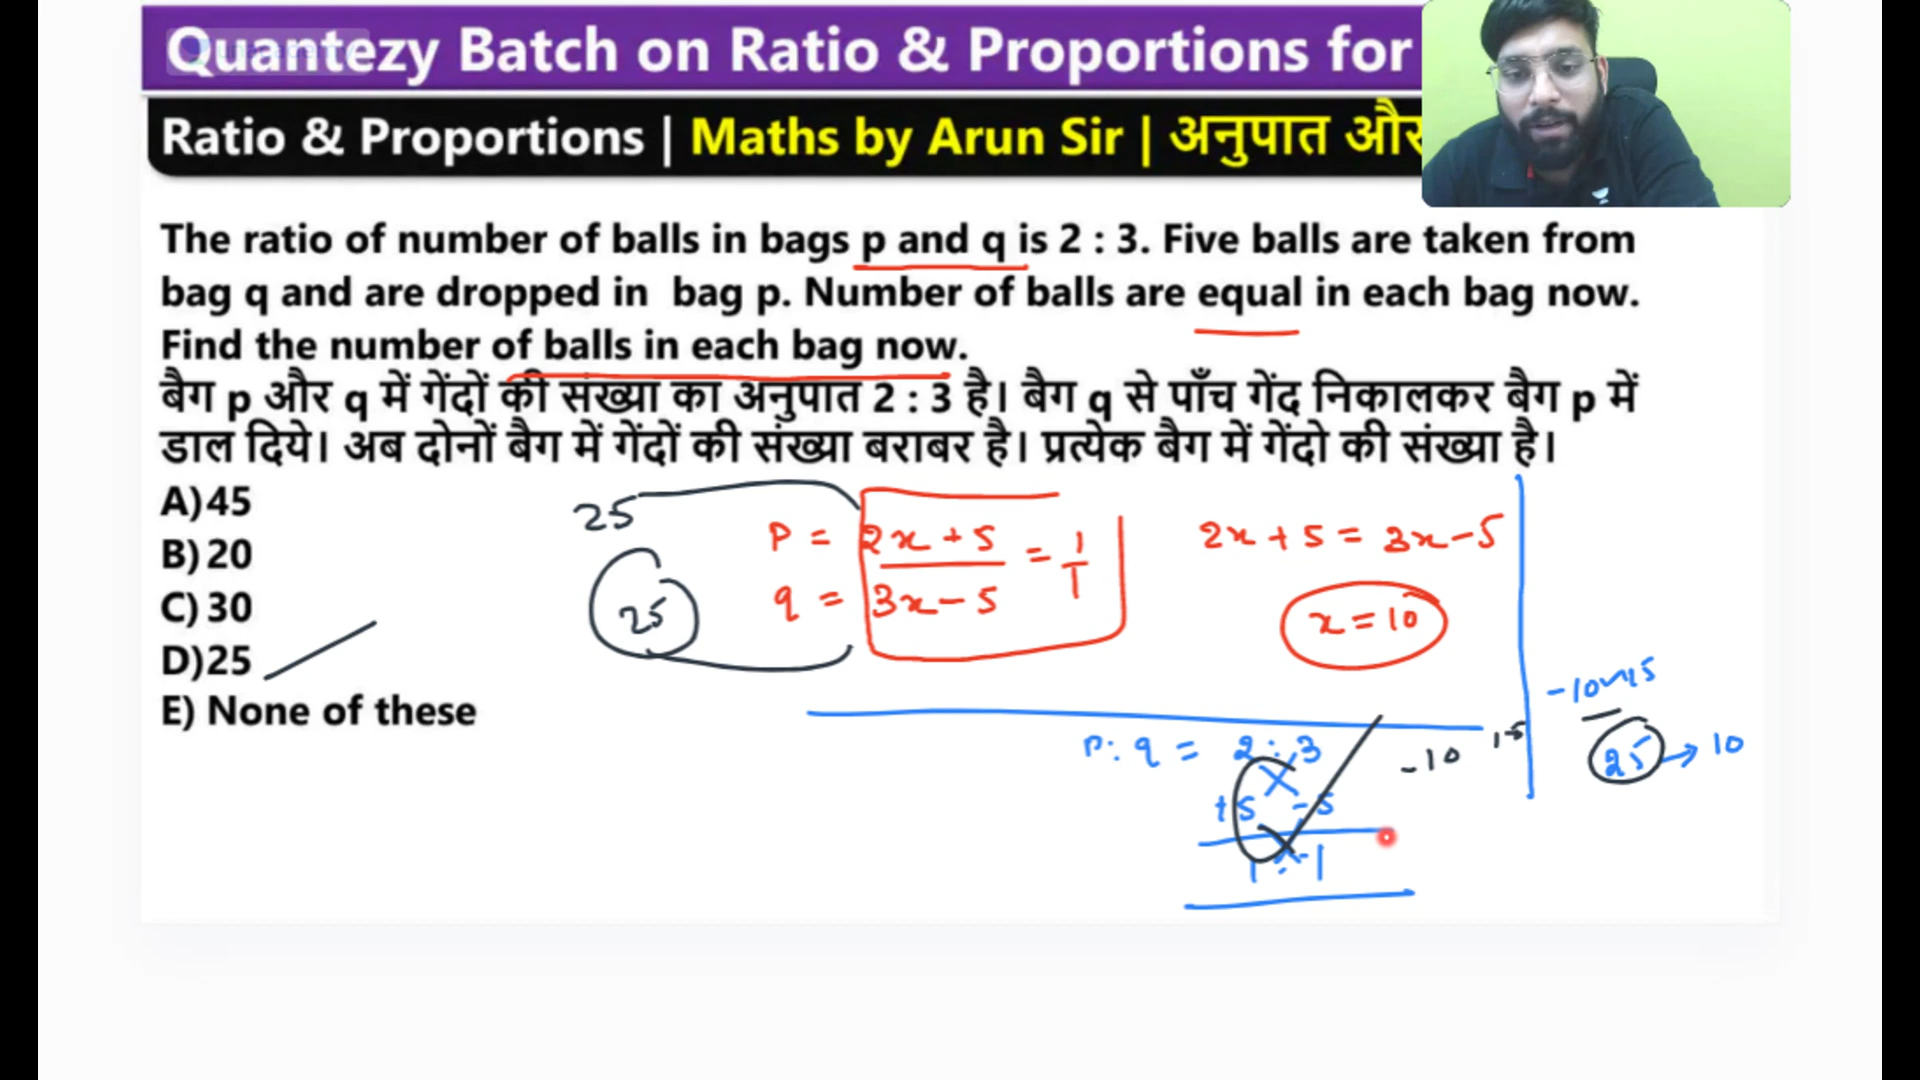 Quantezy Batch on Ratio & Proportions for
Ratio & Proportions | Maths by Arun Sir | अनुपात और
The ratio of number of balls in bags p and q is 2 : 3. Five balls are taken from
bag q and are dropped in bag p. Number of balls are equal in each bag now.
Find the number of balls in each bag now.
बैग p और q में गेंदों की संख्या का अनुपात 2 : 3 है। बैग q से पाँच गेंद निकालकर बैग p में
डाल दिये। अब दोनों बैग में गेंदों की संख्या बराबर है। प्रत्येक बैग में गेंदो की संख्या है।
A) 45
B) 20
C) 30
D) 25
E) None of these
25
25
P = 2x + 5
q = 3x - 5
= 1/1
2x + 5 = 3x - 5
x = 10
P : q = 2 : 3
+5 -5
1 : 1
-10 15
25 → 10